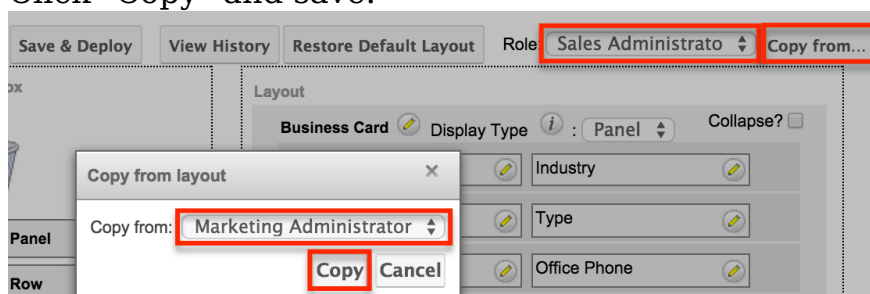 Click "Copy" and save.
Save & Deploy View History Restore Default Layout Role Sales Administrato Copy from...
Layout
Business Card Display Type i : Panel Collapse?
Copy from layout × Industry
Copy from: Marketing Administrator Type
Panel
Copy Cancel Office Phone
Row